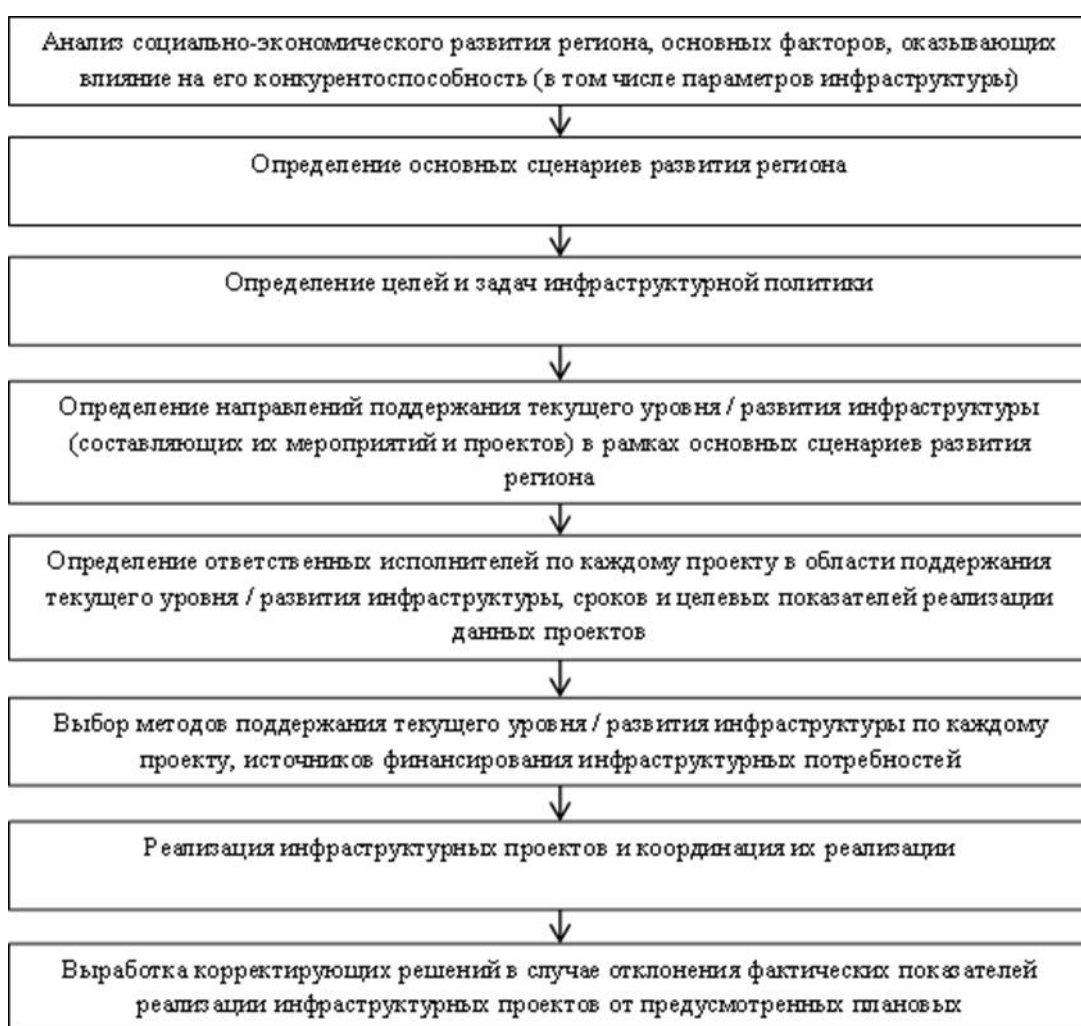 Анализ социально-экономического развития региона, основных факторов, оказывающих
влияние на его конкурентоспособность (в том числе параметров инфраструктуры)
Определение основных сценариев развития региона
Определение целей и задач инфраструктурной политики
Определение направлений поддержания текущего уровня / развития инфраструктуры
(составляющих их мероприятий и проектов) в рамках основных сценариев развития
региона
Определение ответственных исполнителей по каждому проекту в области поддержания
текущего уровня / развития инфраструктуры, сроков и целевых показателей реализации
данных проектов
Выбор методов поддержания текущего уровня / развития инфраструктуры по каждому
проекту, источников финансирования инфраструктурных потребностей
Реализация инфраструктурных проектов и координация их реализации
Выработка корректирующих решений в случае отклонения фактических показателей
реализации инфраструктурных проектов от предусмотренных плановых